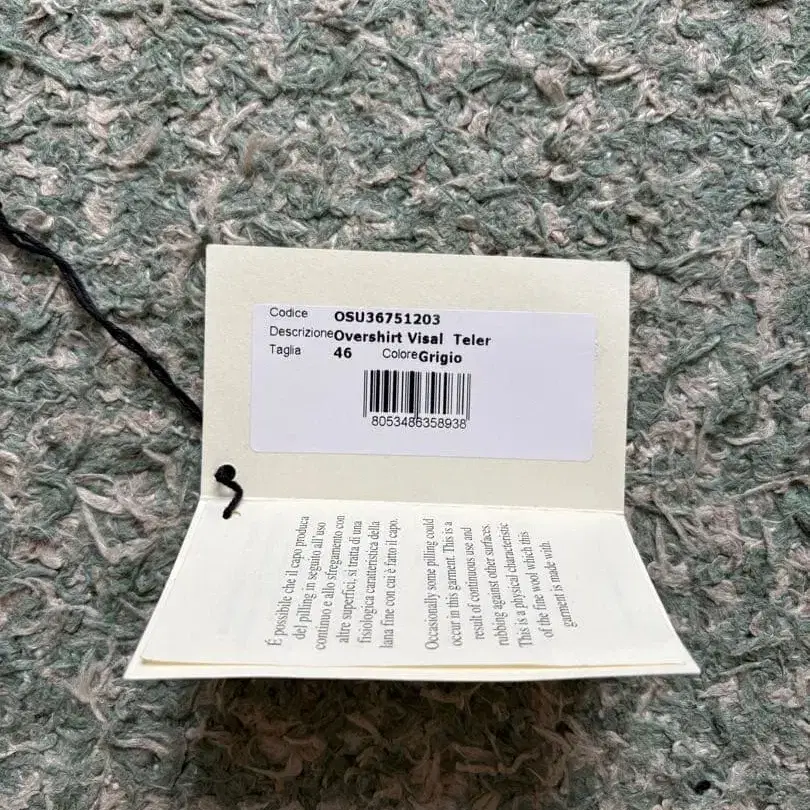 Codice OSU36751203
Descrizione Overshirt Visal Teler
Taglia 46 Colore Grigio
8053486358938
É possibile che il capo produca
del pilling in seguito all'uso
continuo e allo sfregamento con
altre superfici, si tratta di una
fisiologica caratteristica della
lana fine con cui è fatto il capo.
Occasionally some pilling could
occur in this garment. This is a
result of continuous use and
rubbing against other surfaces.
This is a physical characteristic
of the fine wool which this
garment is made with.